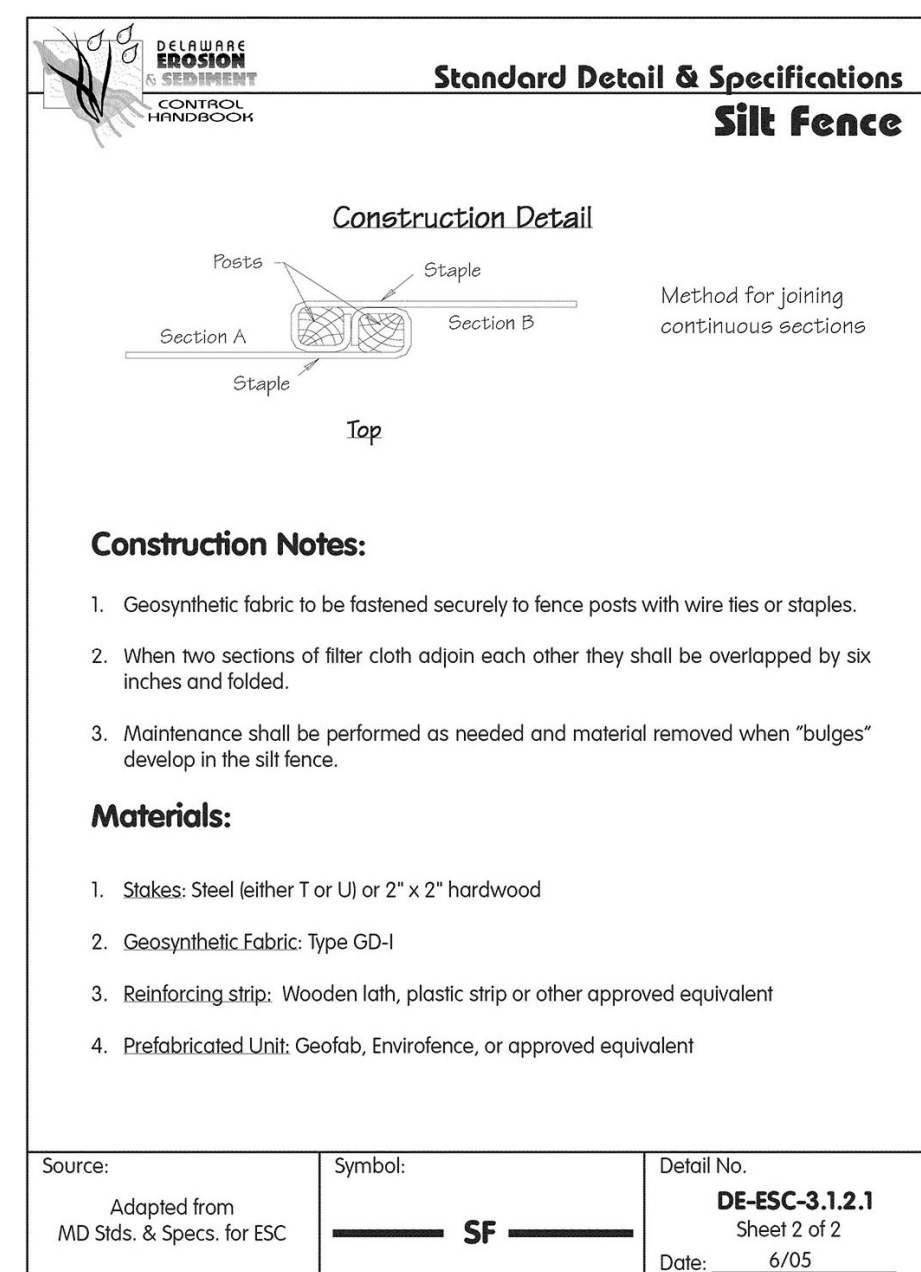 DELAWARE
EROSION
& SEDIMENT
CONTROL
HANDBOOK
Standard Detail & Specifications
Silt Fence
Construction Detail
Posts
Staple
Section A
Section B
Staple
Method for joining
continuous sections
Top
Construction Notes:
1. Geosynthetic fabric to be fastened securely to fence posts with wire ties or staples.
2. When two sections of filter cloth adjoin each other they shall be overlapped by six
inches and folded.
3. Maintenance shall be performed as needed and material removed when "bulges"
develop in the silt fence.
Materials:
1. Stakes: Steel (either T or U) or 2" x 2" hardwood
2. Geosynthetic Fabric: Type GD-I
3. Reinforcing strip: Wooden lath, plastic strip or other approved equivalent
4. Prefabricated Unit: Geofab, Envirofence, or approved equivalent
Source:
Adapted from
MD Stds. & Specs. for ESC
Symbol:
SF
Detail No.
DE-ESC-3.1.2.1
Sheet 2 of 2
Date: 6/05